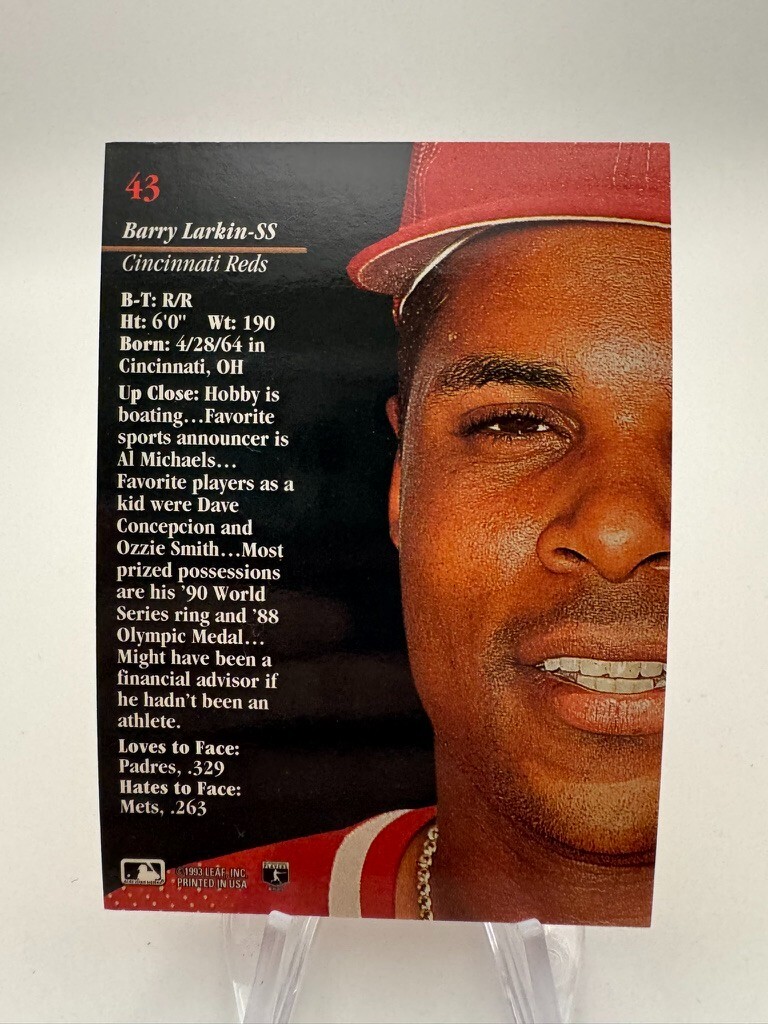 43
Barry Larkin-SS
Cincinnati Reds
B-T: R/R
Ht: 6'0" Wt: 190
Born: 4/28/64 in
Cincinnati, OH
Up Close: Hobby is
boating...Favorite
sports announcer is
Al Michaels...
Favorite players as a
kid were Dave
Concepcion and
Ozzie Smith...Most
prized possessions
are his '90 World
Series ring and '88
Olympic Medal...
Might have been a
financial advisor if
he hadn't been an
athlete.
Loves to Face:
Padres, .329
Hates to Face:
Mets, .263
©1993 LEAF, INC.
PRINTED IN USA
PLAYERS